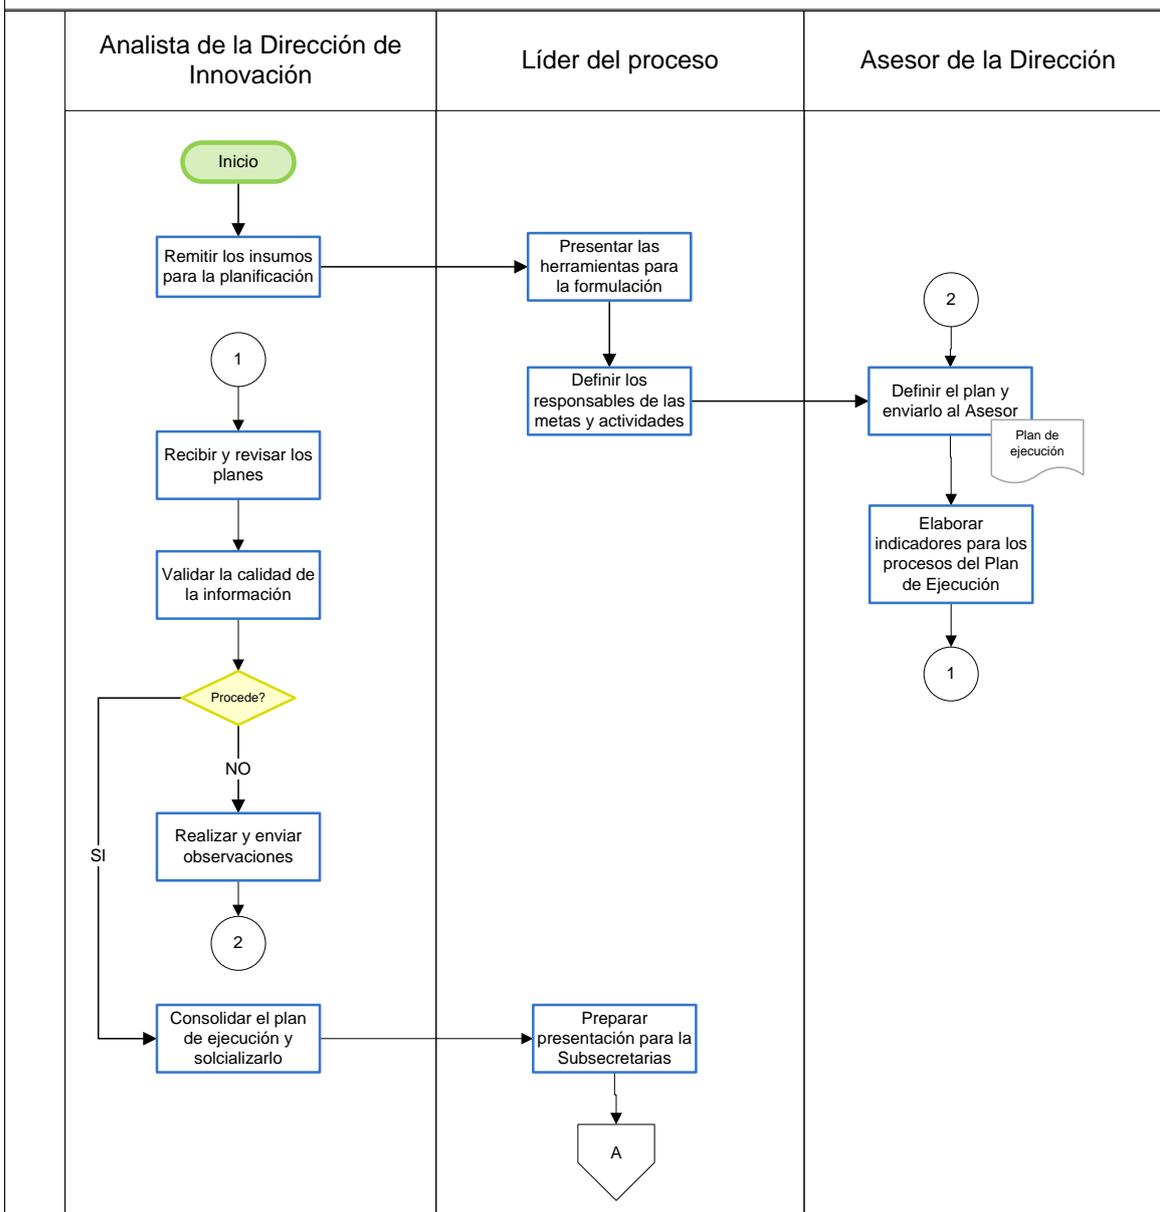 Analista de la Dirección de
Innovación
Líder del proceso
Asesor de la Dirección
Inicio
Remitir los insumos
para la planificación
Presentar las
herramientas para
la formulación
2
1
Definir los
responsables de las
metas y actividades
Definir el plan y
enviarlo al Asesor
Plan de
ejecución
Recibir y revisar los
planes
Elaborar
indicadores para los
procesos del Plan
de Ejecución
Validar la calidad de
la información
1
Procede?
NO
SI
Realizar y enviar
observaciones
2
Consolidar el plan
de ejecución y
solcializarlo
Preparar
presentación para la
Subsecretarias
A